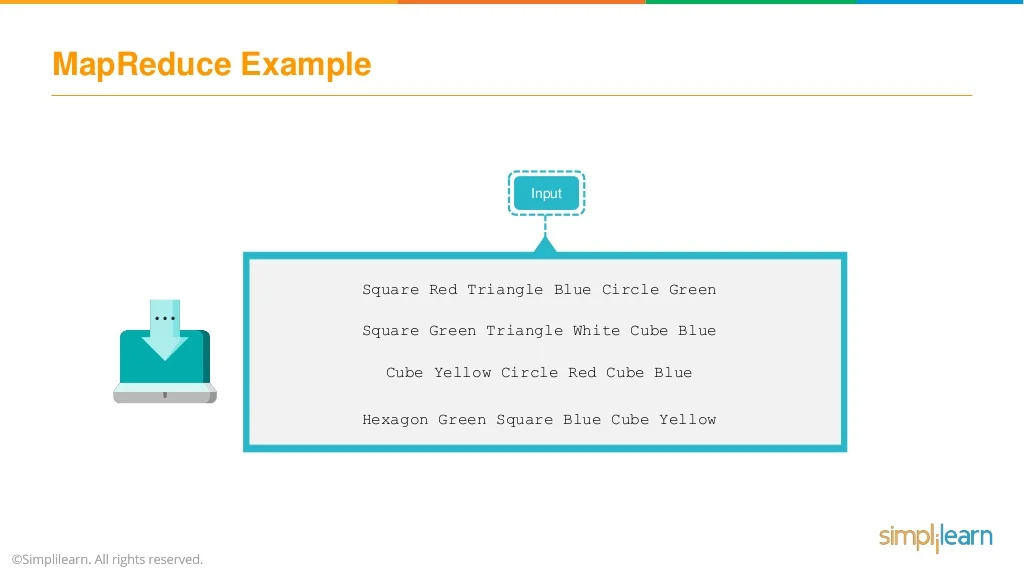 MapReduce Example
Input
Square Red Triangle Blue Circle Green
Square Green Triangle White Cube Blue
Cube Yellow Circle Red Cube Blue
Hexagon Green Square Blue Cube Yellow
simplilearn
©Simplilearn. All rights reserved.